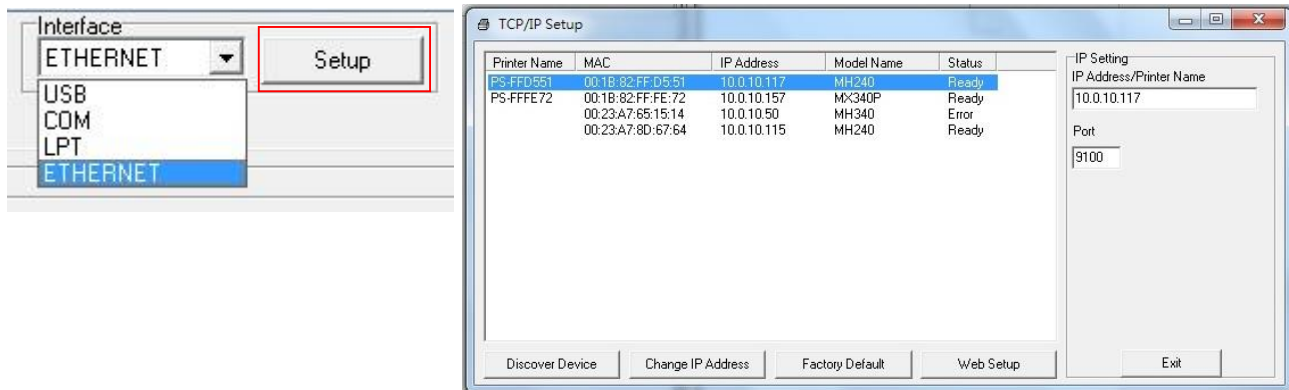 Interface
ETHERNET
Setup
USB
COM
LPT
ETHERNET
TCP/IP Setup
Printer Name MAC IP Address Model Name Status
PS-FFD551 00:1B:82:FF:D5:51 10.0.10.117 MH240 Ready
PS-FFFE72 00:1B:82:FF:FE:72 10.0.10.157 MX340P Ready
00:23:A7:65:15:14 10.0.10.50 MH340 Error
00:23:A7:8D:67:64 10.0.10.115 MH240 Ready
IP Setting
IP Address/Printer Name
10.0.10.117
Port
9100
Discover Device Change IP Address Factory Default Web Setup Exit